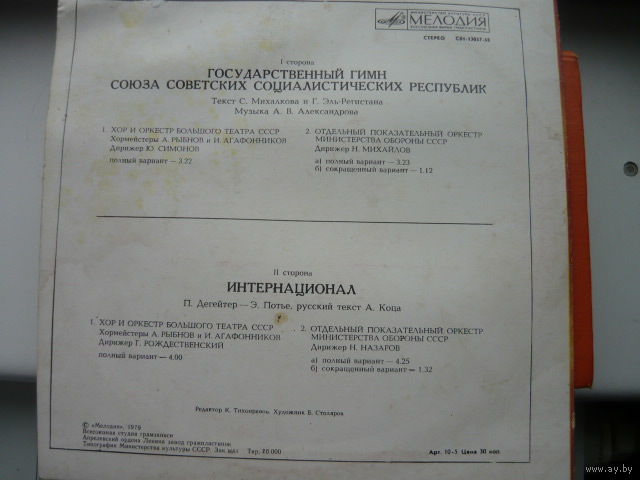 МЕЛОДИЯ
СТЕРЕО
I сторона
ГОСУДАРСТВЕННЫЙ ГИМН
СОЮЗА СОВЕТСКИХ СОЦИАЛИСТИЧЕСКИХ РЕСПУБЛИК
Текст С. Михалкова и Г. Эль-Регистана
Музыка А. В. Александрова
1. ХОР И ОРКЕСТР БОЛЬШОГО ТЕАТРА СССР
Хормейстеры А. РЫБНОВ и И. АГАФОННИКОВ
Дирижер Ю. СИМОНОВ
полный вариант — 3.22
2. ОТДЕЛЬНЫЙ ПОКАЗАТЕЛЬНЫЙ ОРКЕСТР
МИНИСТЕРСТВА ОБОРОНЫ СССР
Дирижер Н. МИХАЙЛОВ
а) полный вариант — 3.23
б) сокращенный вариант — 1.12
II сторона
ИНТЕРНАЦИОНАЛ
П. Дегейтер — Э. Потье, русский текст А. Коца
1. ХОР И ОРКЕСТР БОЛЬШОГО ТЕАТРА СССР
Хормейстеры А. РЫБНОВ и И. АГАФОННИКОВ
Дирижер Г. РОЖДЕСТВЕНСКИЙ
полный вариант — 4.00
2. ОТДЕЛЬНЫЙ ПОКАЗАТЕЛЬНЫЙ ОРКЕСТР
МИНИСТЕРСТВА ОБОРОНЫ СССР
Дирижер Н. НАЗАРОВ
а) полный вариант — 4.25
б) сокращенный вариант — 1.32
Редактор К. Тихонравов. Художник Б. Столяров
© «Мелодия», 1979
Всесоюзная студия грамзаписи
Апрелевский ордена Ленина завод грампластинок
Типография Министерства культуры СССР. Зак. Тир. 20 000
Арт. 10-5 Цена 30 коп.
www.ay.by